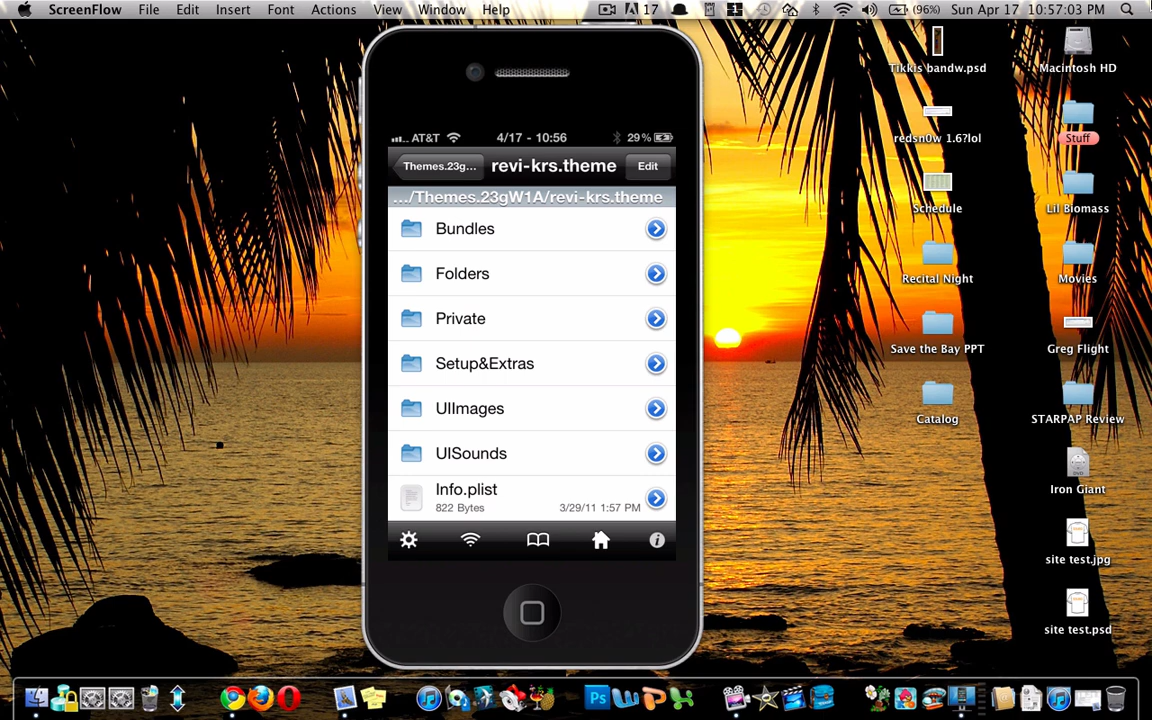 ScreenFlow File Edit Insert Font Actions View Window Help 17 1 (96%) Sun Apr 17 10:57:03 PM
Tikkis bandw.psd
Macintosh HD
redsn0w 1.6?lol
Stuff
Schedule
Lil Biomass
Recital Night
Movies
Save the Bay PPT
Greg Flight
Catalog
STARPAP Review
Iron Giant
site test.jpg
site test.psd
AT&T 4/17 - 10:56 29%
Themes.23g... revi-krs.theme Edit
.../Themes.23gW1A/revi-krs.theme
Bundles
Folders
Private
Setup&Extras
UIImages
UISounds
Info.plist
822 Bytes 3/29/11 1:57 PM
Ps